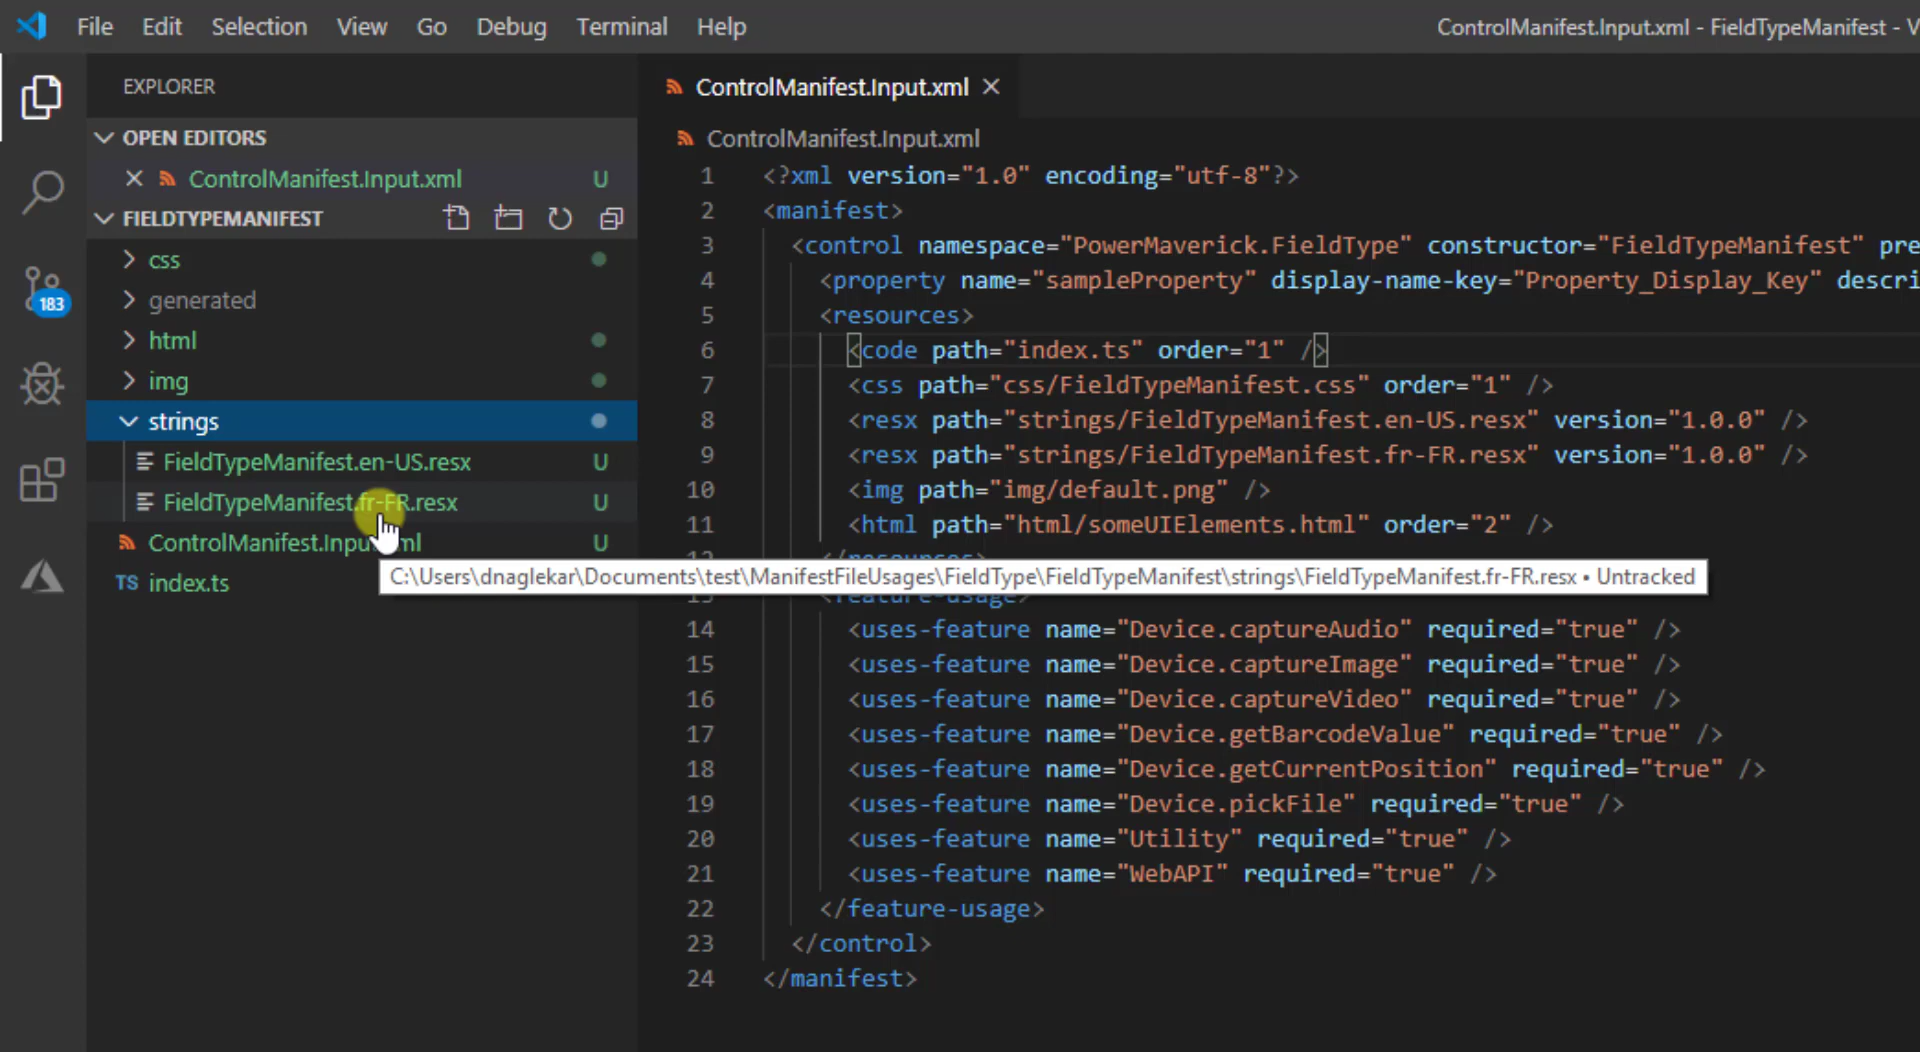 File Edit Selection View Go Debug Terminal Help
ControlManifest.Input.xml - FieldTypeManifest - V
EXPLORER
OPEN EDITORS
ControlManifest.Input.xml U
FIELDTYPEMANIFEST
css
generated
html
img
strings
FieldTypeManifest.en-US.resx U
FieldTypeManifest.fr-FR.resx U
ControlManifest.Input.xml U
TS index.ts
183
ControlManifest.Input.xml
ControlManifest.Input.xml
1 <?xml version="1.0" encoding="utf-8"?>
2 <manifest>
3 <control namespace="PowerMaverick.FieldType" constructor="FieldTypeManifest" pre
4 <property name="sampleProperty" display-name-key="Property_Display_Key" descri
5 <resources>
6 <code path="index.ts" order="1" />
7 <css path="css/FieldTypeManifest.css" order="1" />
8 <resx path="strings/FieldTypeManifest.en-US.resx" version="1.0.0" />
9 <resx path="strings/FieldTypeManifest.fr-FR.resx" version="1.0.0" />
10 <img path="img/default.png" />
11 <html path="html/someUIElements.html" order="2" />
12 </resources>
C:\Users\dnaglekar\Documents\test\ManifestFileUsages\FieldType\FieldTypeManifest\strings\FieldTypeManifest.fr-FR.resx • Untracked
13 <feature-usage>
14 <uses-feature name="Device.captureAudio" required="true" />
15 <uses-feature name="Device.captureImage" required="true" />
16 <uses-feature name="Device.captureVideo" required="true" />
17 <uses-feature name="Device.getBarcodeValue" required="true" />
18 <uses-feature name="Device.getCurrentPosition" required="true" />
19 <uses-feature name="Device.pickFile" required="true" />
20 <uses-feature name="Utility" required="true" />
21 <uses-feature name="WebAPI" required="true" />
22 </feature-usage>
23 </control>
24 </manifest>